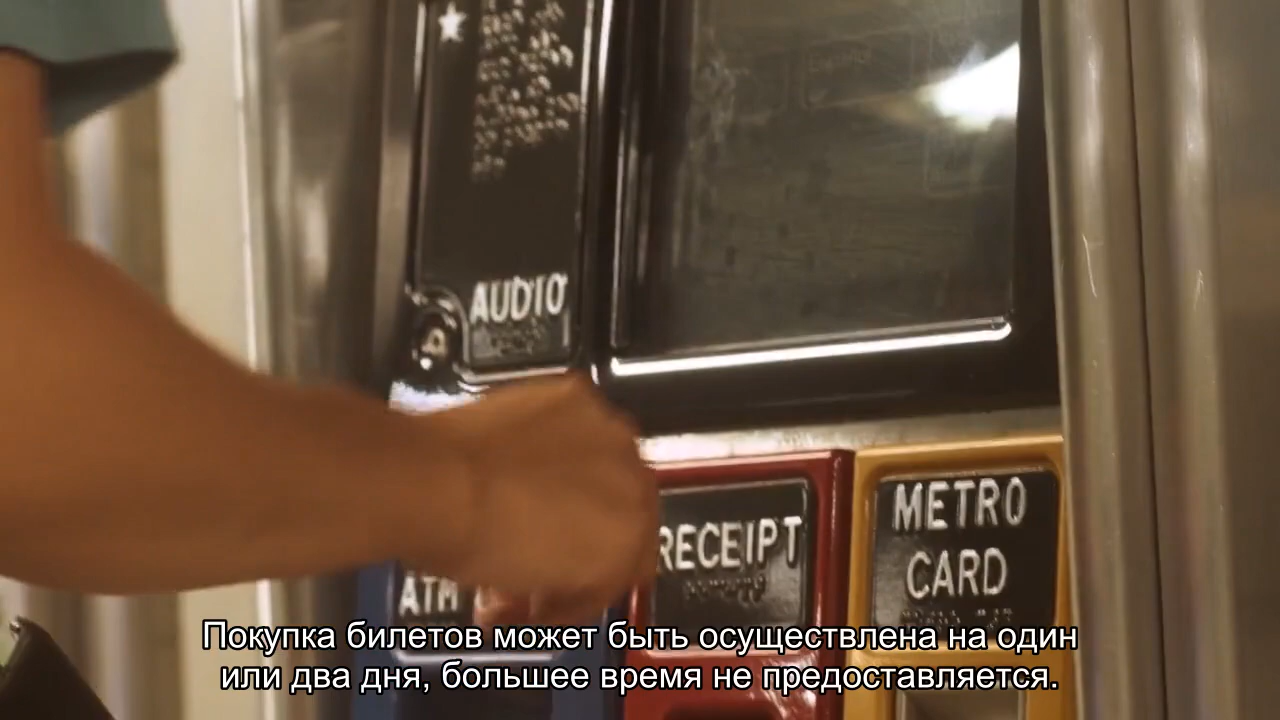 AUDIO
RECEIPT
METRO
CARD
ATM
Покупка билетов может быть осуществлена на один
или два дня, большее время не предоставляется.